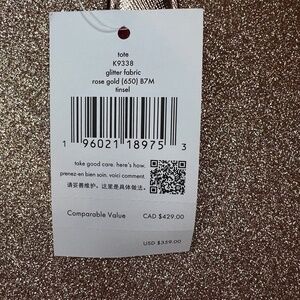 tote
K9338
glitter fabric
rose gold (650) B7M
tinsel
1 96021 18975 3
take good care. here's how.
prenez-en bien soin. voici comment.
请妥善维护。这里是具体做法。
Comparable Value CAD $429.00
USD $359.00